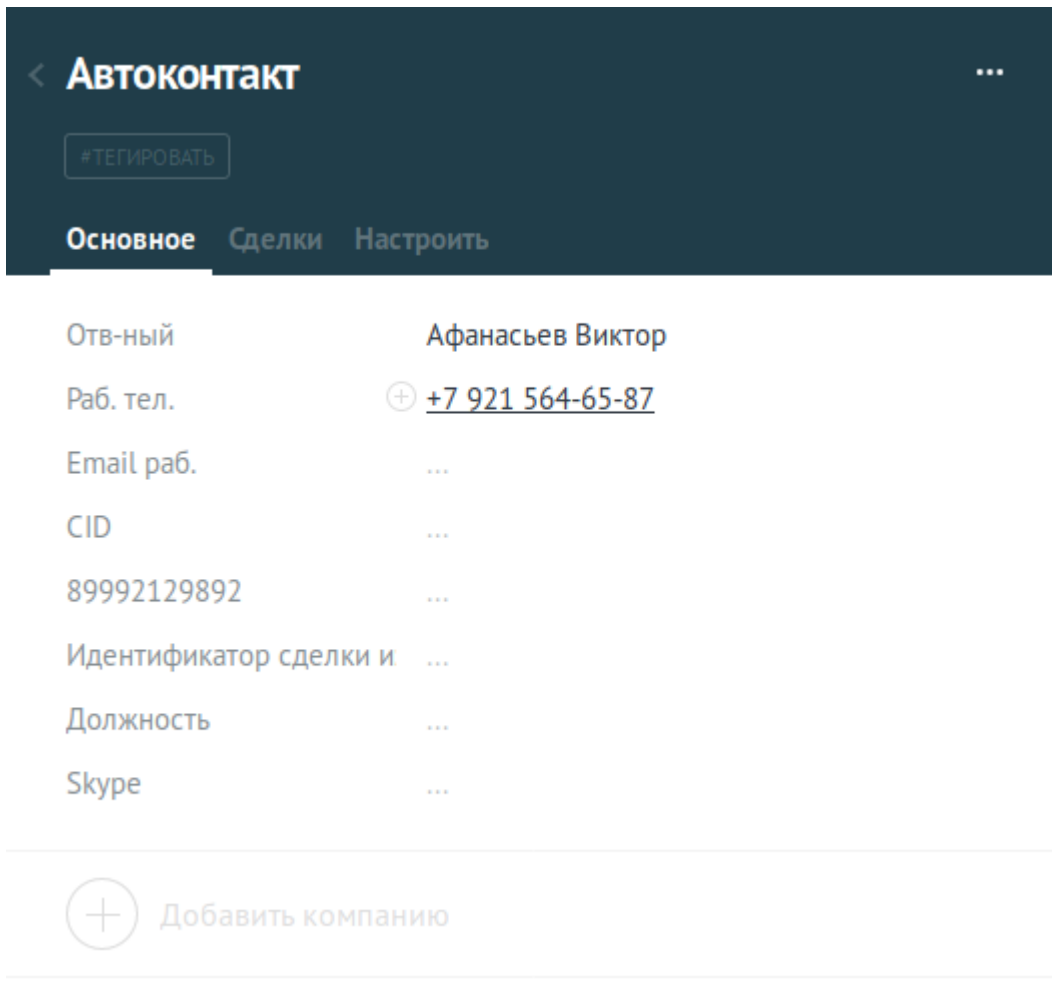 Автоконтакт
#ТЕГИРОВАТЬ
Основное Сделки Настроить
Отв-ный Афанасьев Виктор
Раб. тел. +7 921 564-65-87
Email раб. ...
CID ...
89992129892 ...
Идентификатор сделки и ...
Должность ...
Skype ...
Добавить компанию